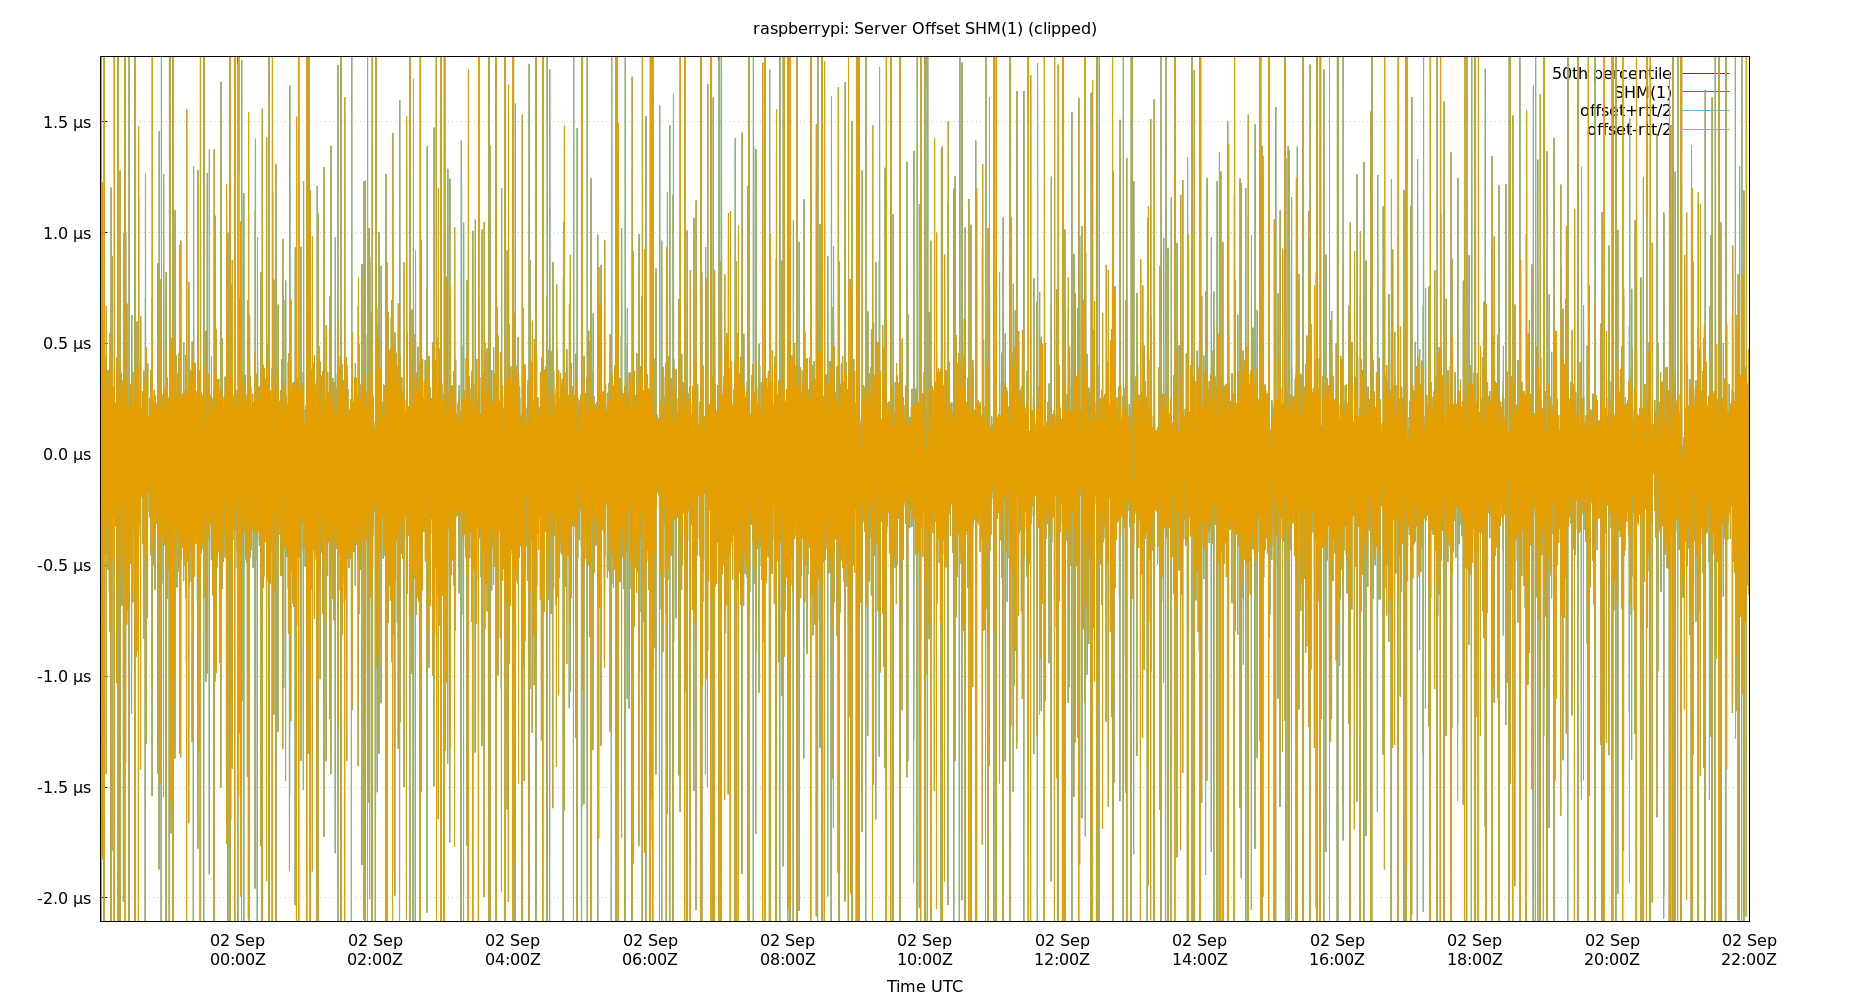 raspberrypi: Server Offset SHM(1) (clipped)
50th percentile
SHM(1)
offset+rtt/2
offset-rtt/2
1.5 µs
1.0 µs
0.5 µs
0.0 µs
-0.5 µs
-1.0 µs
-1.5 µs
-2.0 µs
02 Sep 02 Sep 02 Sep 02 Sep 02 Sep 02 Sep 02 Sep 02 Sep 02 Sep 02 Sep 02 Sep 02 Sep
00:00Z 02:00Z 04:00Z 06:00Z 08:00Z 10:00Z 12:00Z 14:00Z 16:00Z 18:00Z 20:00Z 22:00Z
Time UTC